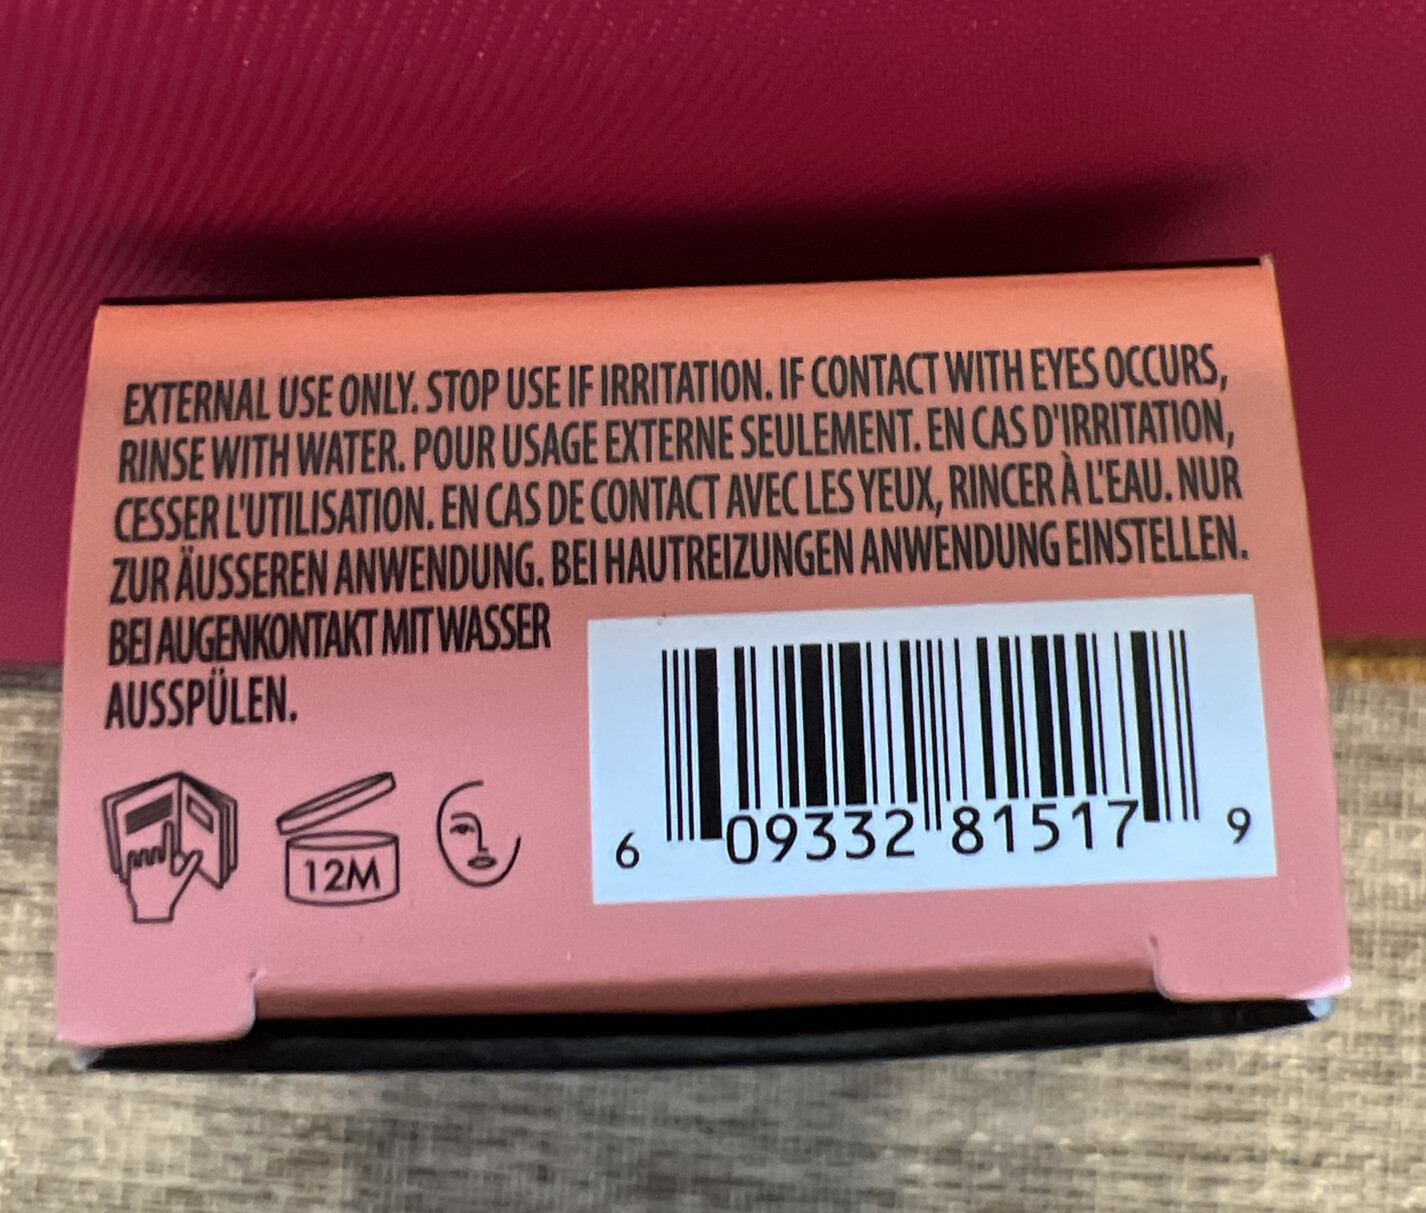 EXTERNAL USE ONLY. STOP USE IF IRRITATION. IF CONTACT WITH EYES OCCURS,
RINSE WITH WATER. POUR USAGE EXTERNE SEULEMENT. EN CAS D'IRRITATION,
CESSER L'UTILISATION. EN CAS DE CONTACT AVEC LES YEUX, RINCER À L'EAU. NUR
ZUR ÄUSSEREN ANWENDUNG. BEI HAUTREIZUNGEN ANWENDUNG EINSTELLEN.
BEI AUGENKONTAKT MIT WASSER
AUSSPÜLEN.
12M
6 09332 81517 9